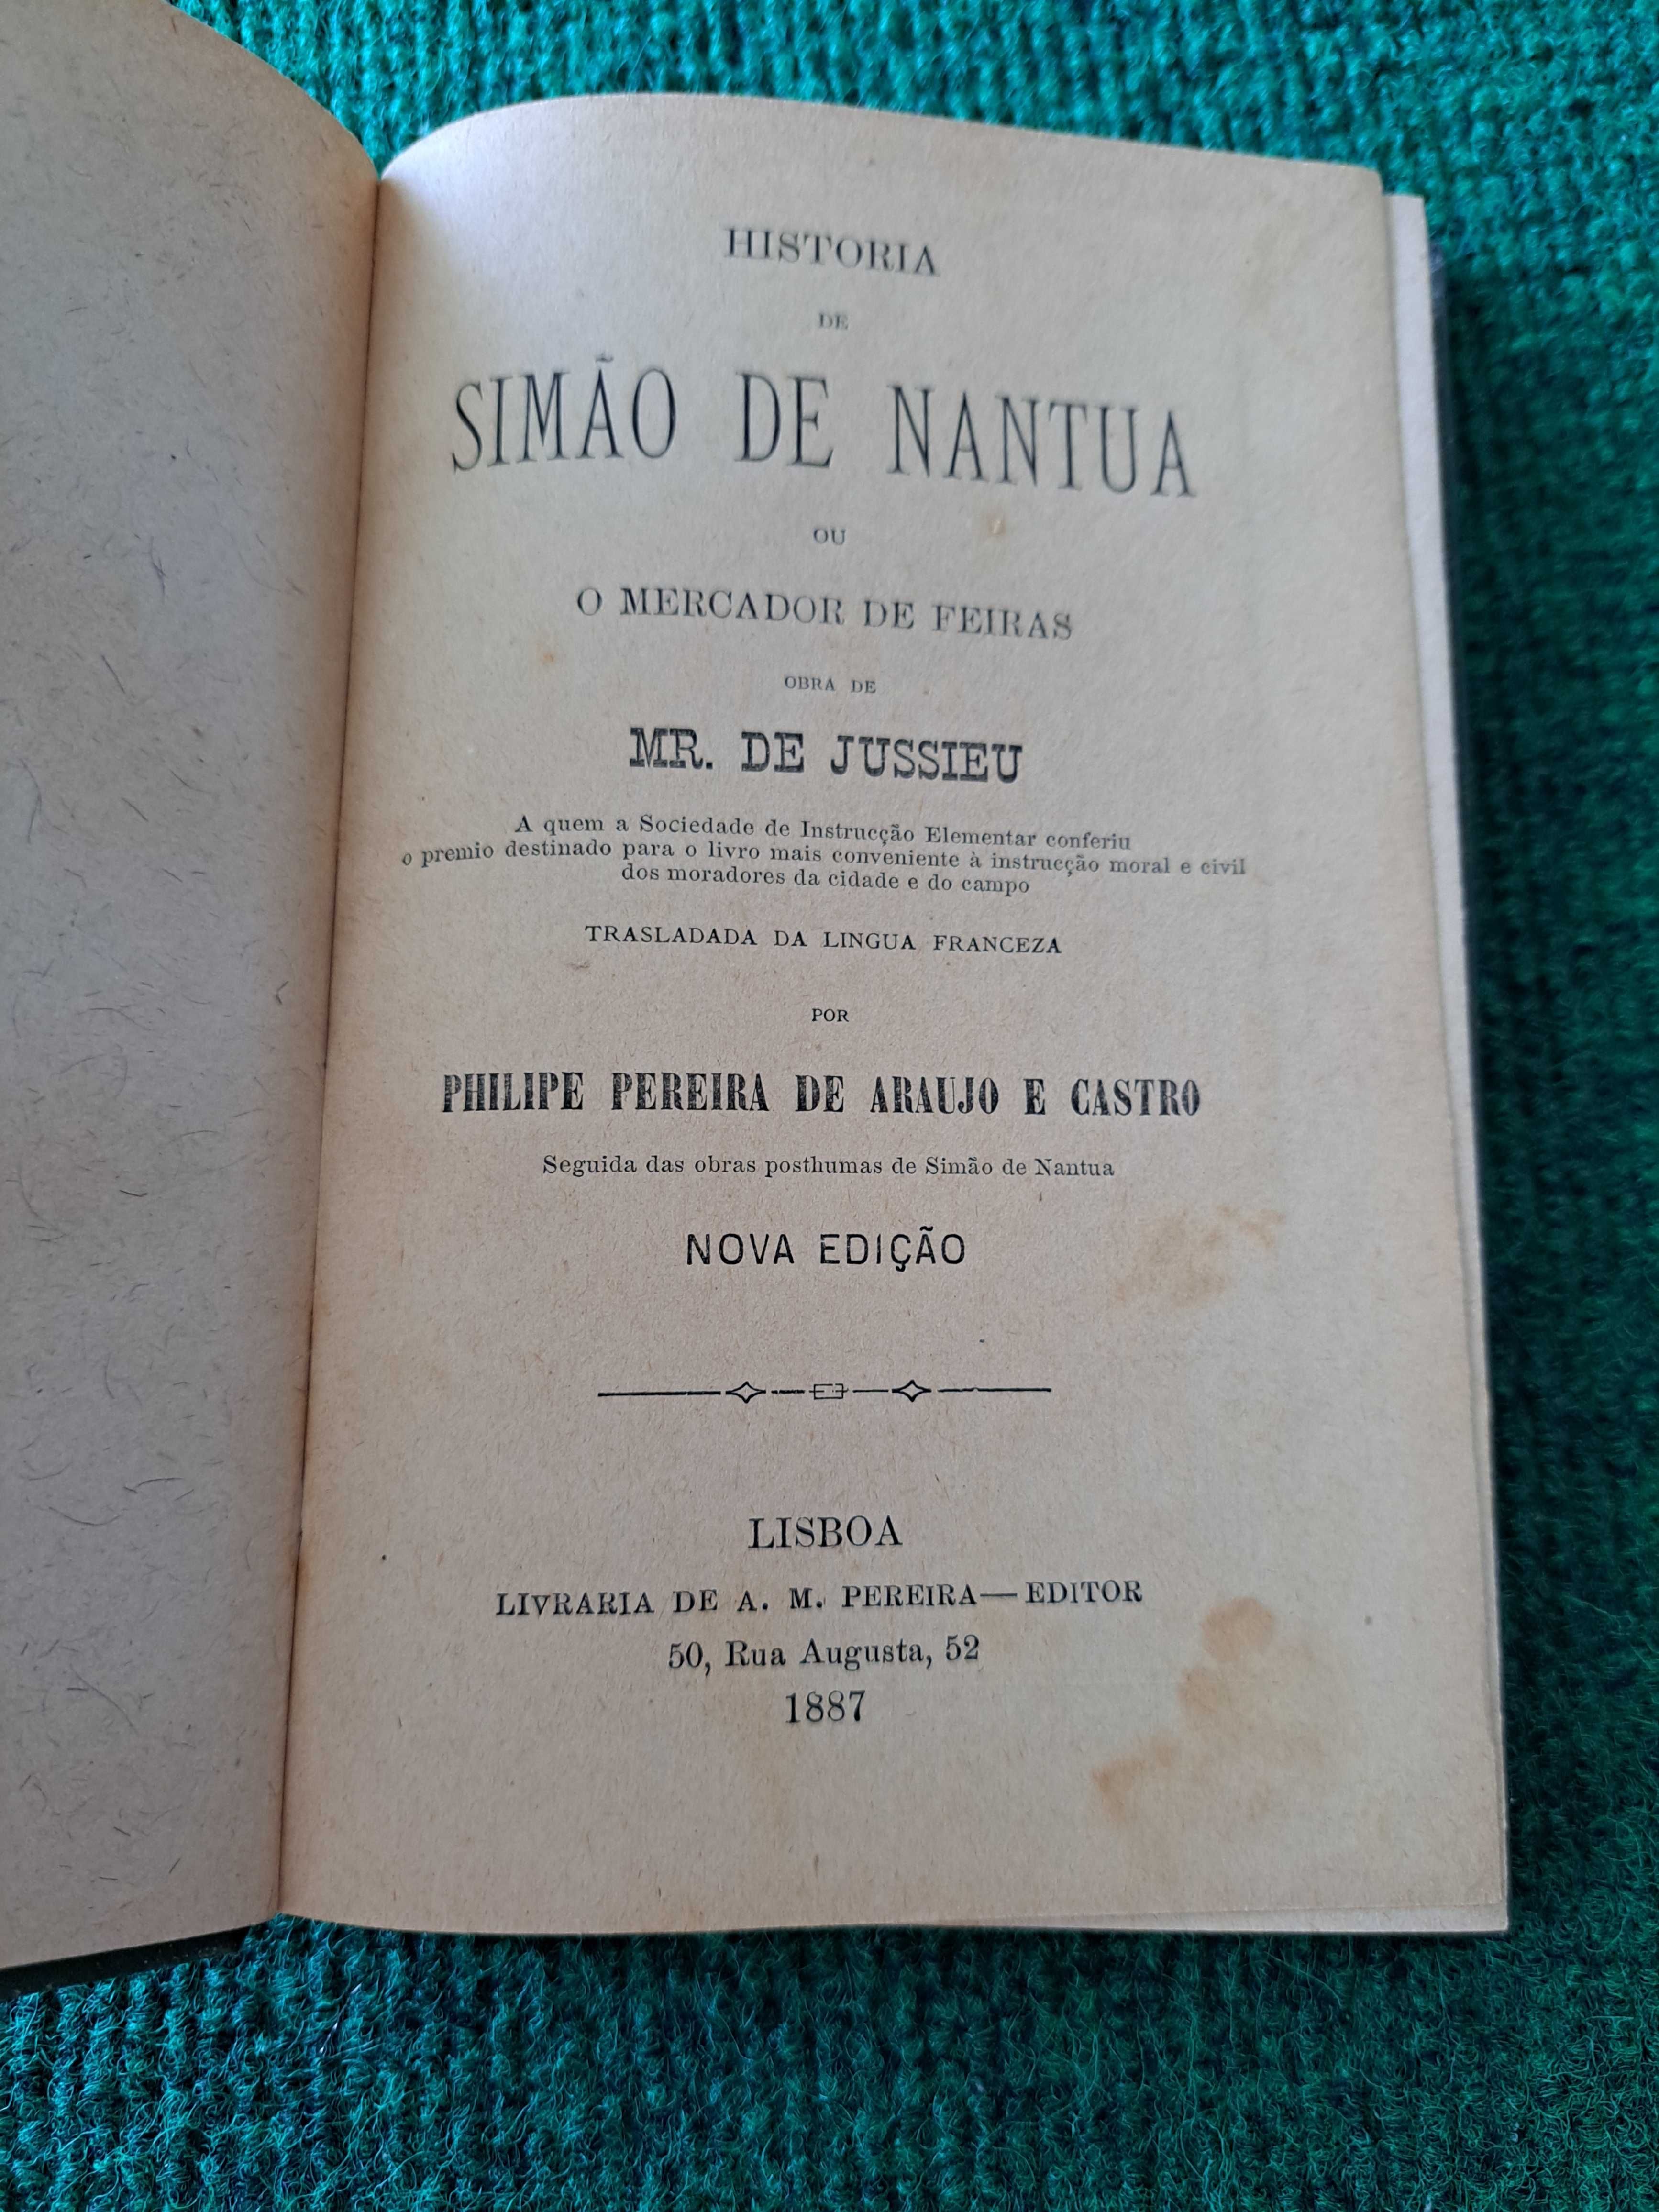 HISTORIA
DE
SIMÃO DE NANTUA
OU
O MERCADOR DE FEIRAS
OBRA DE
MR. DE JUSSIEU
A quem a Sociedade de Instrucção Elementar conferiu
o premio destinado para o livro mais conveniente à instrucção moral e civil
dos moradores da cidade e do campo
TRASLADADA DA LINGUA FRANCEZA
POR
PHILIPE PEREIRA DE ARAUJO E CASTRO
Seguida das obras posthumas de Simão de Nantua
NOVA EDIÇÃO
LISBOA
LIVRARIA DE A. M. PEREIRA—EDITOR
50, Rua Augusta, 52
1887